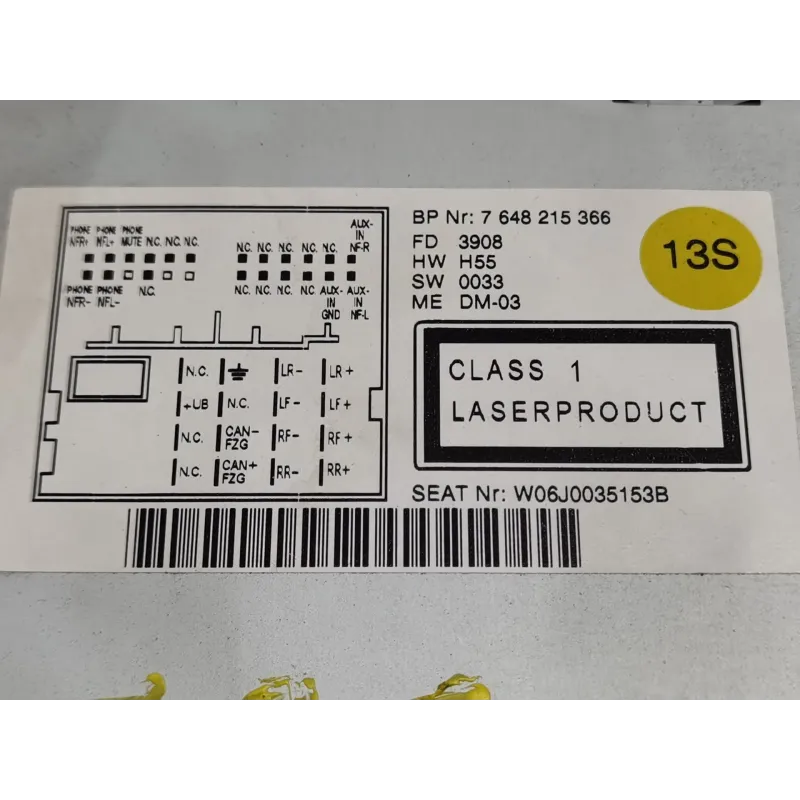 PHONE PHONE PHONE
NFR+ NFL+ MUTE N.C. N.C. N.C.
PHONE PHONE
NFR- NFL- N.C.
AUX-
IN
N.C. N.C. N.C. N.C. N.C. NF-R
N.C. N.C. N.C. N.C. AUX- AUX-
IN IN
GND NF-L
N.C. LR- LR+
+UB N.C. LF- LF+
N.C. CAN- FZG RF- RF+
N.C. CAN+ FZG RR- RR+
BP Nr: 7 648 215 366
FD 3908
HW H55
SW 0033
ME DM-03
13S
CLASS 1
LASERPRODUCT
SEAT Nr: W06J0035153B